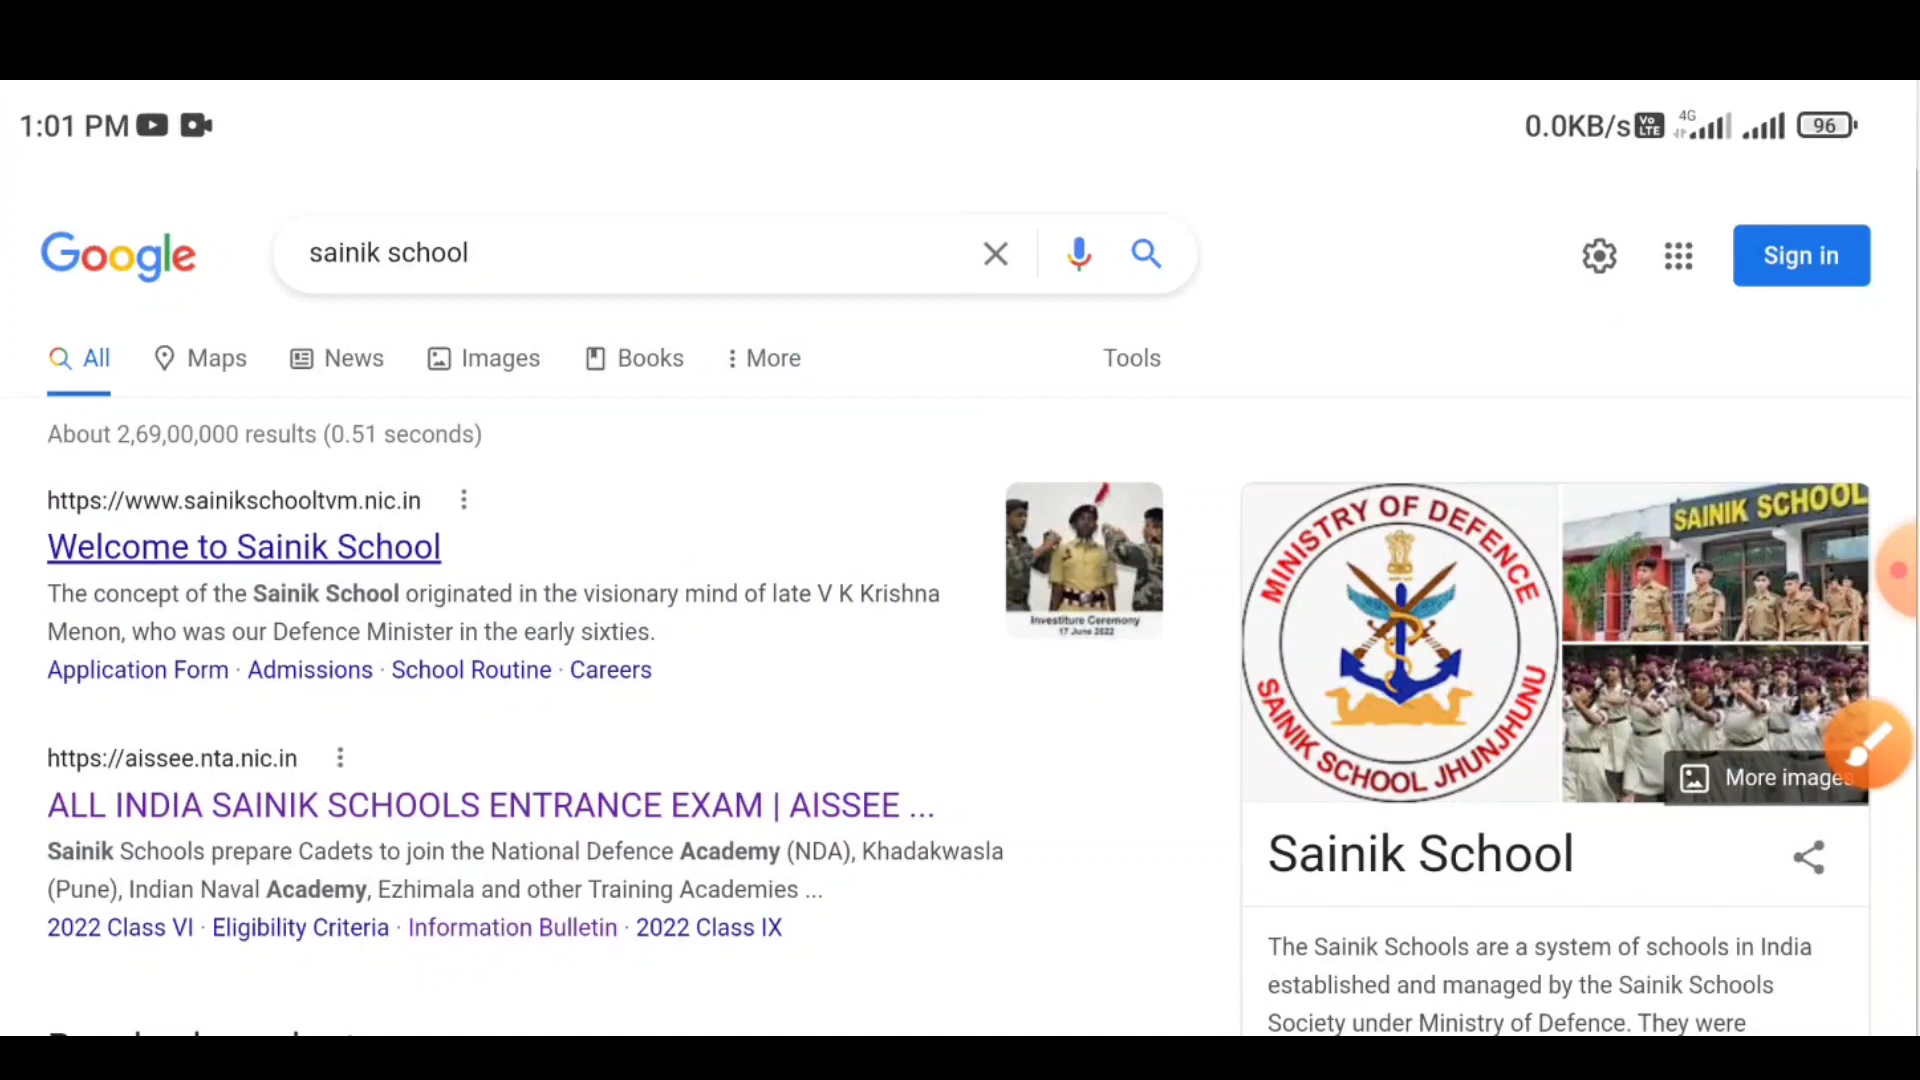 1:01 PM
0.0KB/s Vo LTE 4G 96
Google
sainik school
Sign in
All Maps News Images Books More Tools
About 2,69,00,000 results (0.51 seconds)
https://www.sainikschooltvm.nic.in
Welcome to Sainik School
The concept of the Sainik School originated in the visionary mind of late V K Krishna
Menon, who was our Defence Minister in the early sixties.
Application Form · Admissions · School Routine · Careers
Investiture Ceremony
17 June 2022
https://aissee.nta.nic.in
ALL INDIA SAINIK SCHOOLS ENTRANCE EXAM | AISSEE ...
Sainik Schools prepare Cadets to join the National Defence Academy (NDA), Khadakwasla
(Pune), Indian Naval Academy, Ezhimala and other Training Academies ...
2022 Class VI · Eligibility Criteria · Information Bulletin · 2022 Class IX
MINISTRY OF DEFENCE
SAINIK SCHOOL JHUNJHUNU
SAINIK SCHOOL
More images
Sainik School
The Sainik Schools are a system of schools in India
established and managed by the Sainik Schools
Society under Ministry of Defence. They were